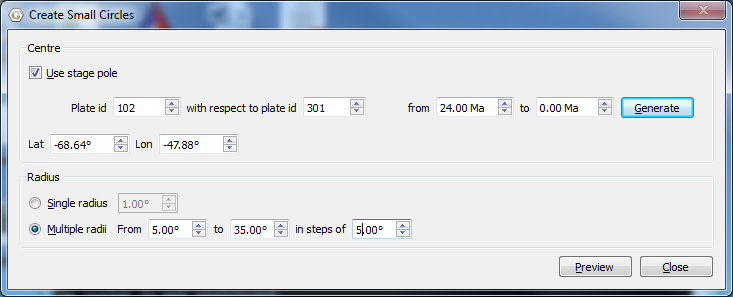 Create Small Circles
Centre
Use stage pole
Plate id 102 with respect to plate id 301 from 24.00 Ma to 0.00 Ma Generate
Lat -68.64° Lon -47.88°
Radius
Single radius 1.00°
Multiple radii From 5.00° to 35.00° in steps of 5.00°
Preview Close